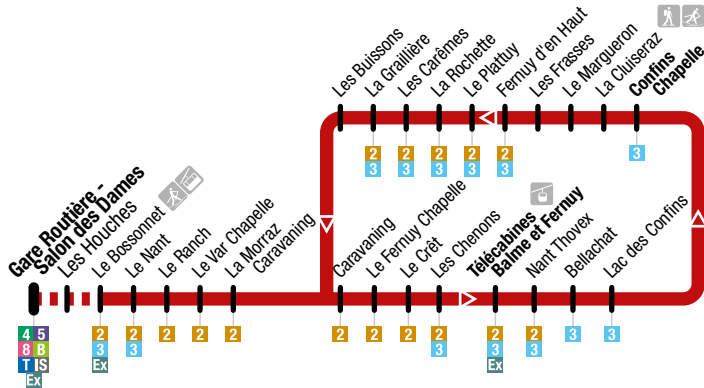 Les Buissons
La Graillière
Les Carêmes
La Rochette
Le Plattuy
Fernuy d'en Haut
Les Frasses
Le Margueron
La Cluiseraz
Confins
Chapelle
2
3
2
3
2
3
2
3
2
3
3
Gare Routière -
Salon des Dames
Les Houches
Le Bossonnet
Le Nant
Le Ranch
Le Var Chapelle
La Morraz
Caravaning
Caravaning
Le Fernuy Chapelle
Le Crêt
Les Chenons
Télécabines
Balme et Fernuy
Nant Thovex
Bellachat
Lac des Confins
4 5
8 B
T IS
Ex
2
3
Ex
2
3
2
2
2
2
2
2
2
3
2
3
Ex
2
3
3
3